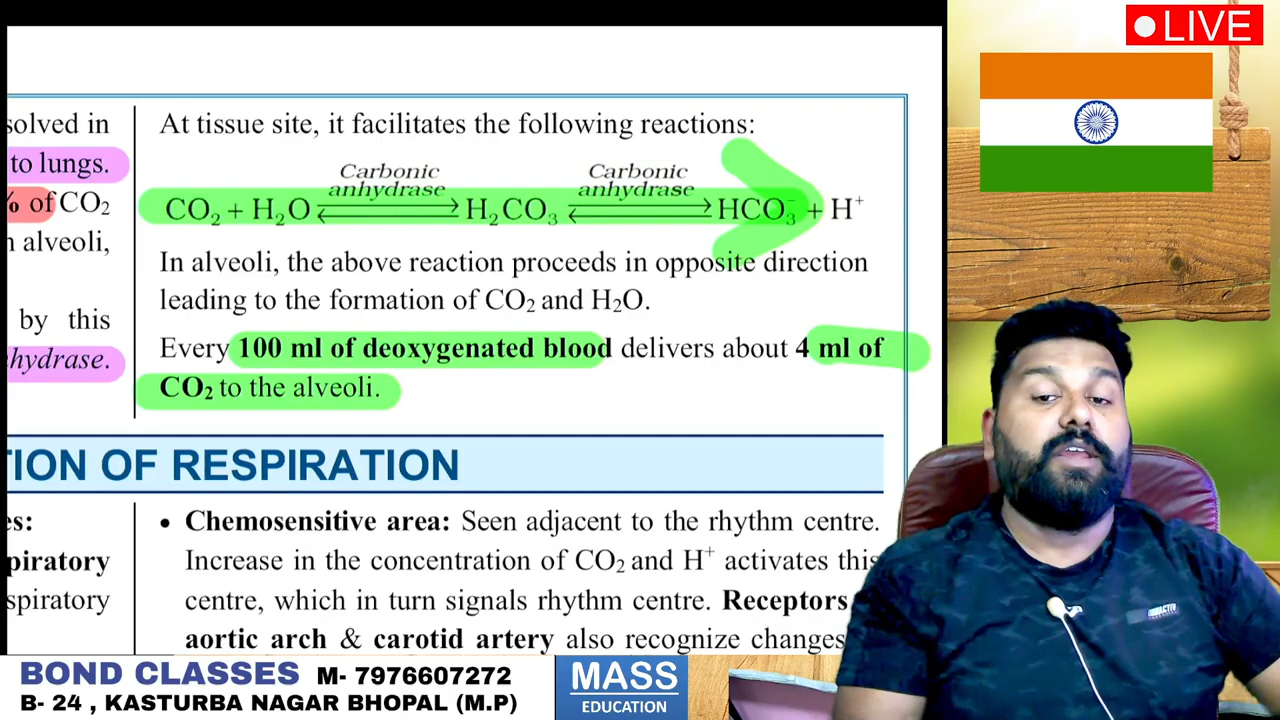 LIVE
solved in
to lungs.
% of CO₂
n alveoli,
by this
hydrase.
At tissue site, it facilitates the following reactions:
Carbonic anhydrase Carbonic anhydrase
CO₂ + H₂O ⇌ H₂CO₃ ⇌ HCO₃⁻ + H⁺
In alveoli, the above reaction proceeds in opposite direction
leading to the formation of CO₂ and H₂O.
Every 100 ml of deoxygenated blood delivers about 4 ml of
CO₂ to the alveoli.
TION OF RESPIRATION
es:
piratory
spiratory
• Chemosensitive area: Seen adjacent to the rhythm centre.
Increase in the concentration of CO₂ and H⁺ activates this
centre, which in turn signals rhythm centre. Receptors
aortic arch & carotid artery also recognize changes
BOND CLASSES M- 7976607272
B- 24 , KASTURBA NAGAR BHOPAL (M.P)
MASS
EDUCATION